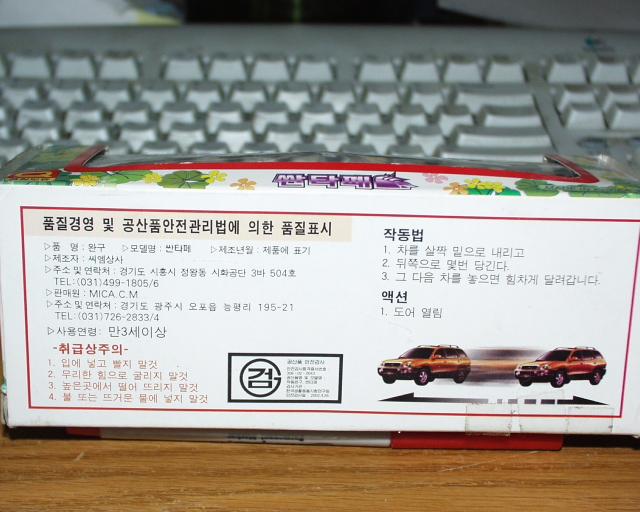 싼닥페
품질경영 및 공산품안전관리법에 의한 품질표시
▷품 명 : 완구 ▷모델명 : 싼타페 ▷제조년월 : 제품에 표기
▷제조자 : 씨엠상사
▷주소 및 연락처 : 경기도 시흥시 정왕동 시화공단 3바 504호
TEL:(031)499-1805/6
▷판매원 : MICA.C.M
▷주소및 연락처 : 경기도 광주시 오포읍 능평리 195-21
TEL:(031)726-2833/4
▷사용연령: 만3세이상
-취급상주의-
1. 입에 넣고 빨지 말것
2. 무리한 힘으로 굴리지 말것
3. 높은곳에서 떨어 뜨리지 말것
4. 불 또는 뜨거운 물에 넣지 말것
검
공산품 안전검사
작동법
1. 차를 살짝 밑으로 내리고
2. 뒤쪽으로 몇번 당긴다.
3. 그 다음 차를 놓으면 힘차게 달려갑니다.
액션
1. 도어 열림